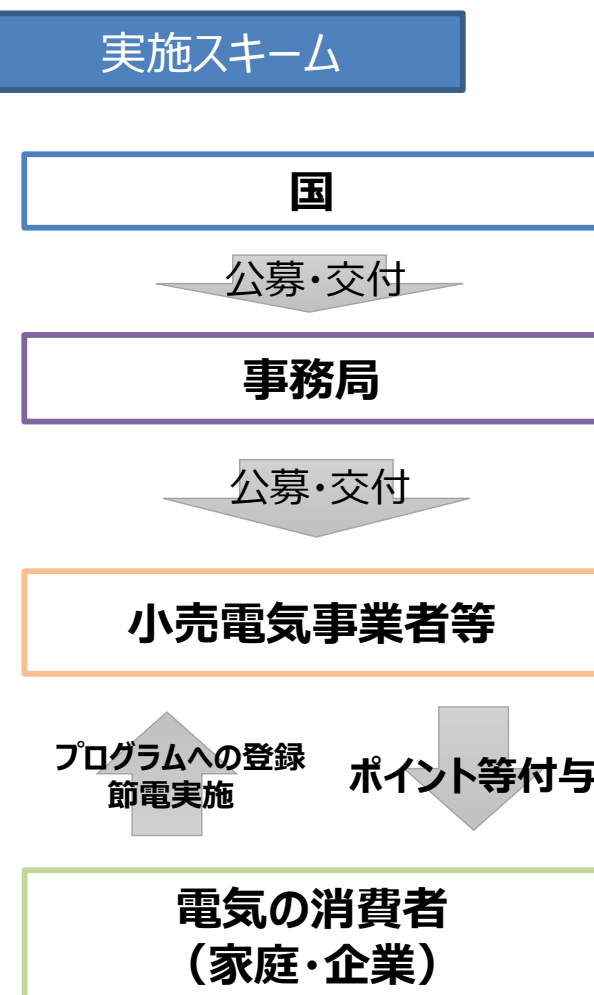 実施スキーム
国
公募・交付
事務局
公募・交付
小売電気事業者等
プログラムへの登録
節電実施
ポイント等付与
電気の消費者
（家庭・企業）